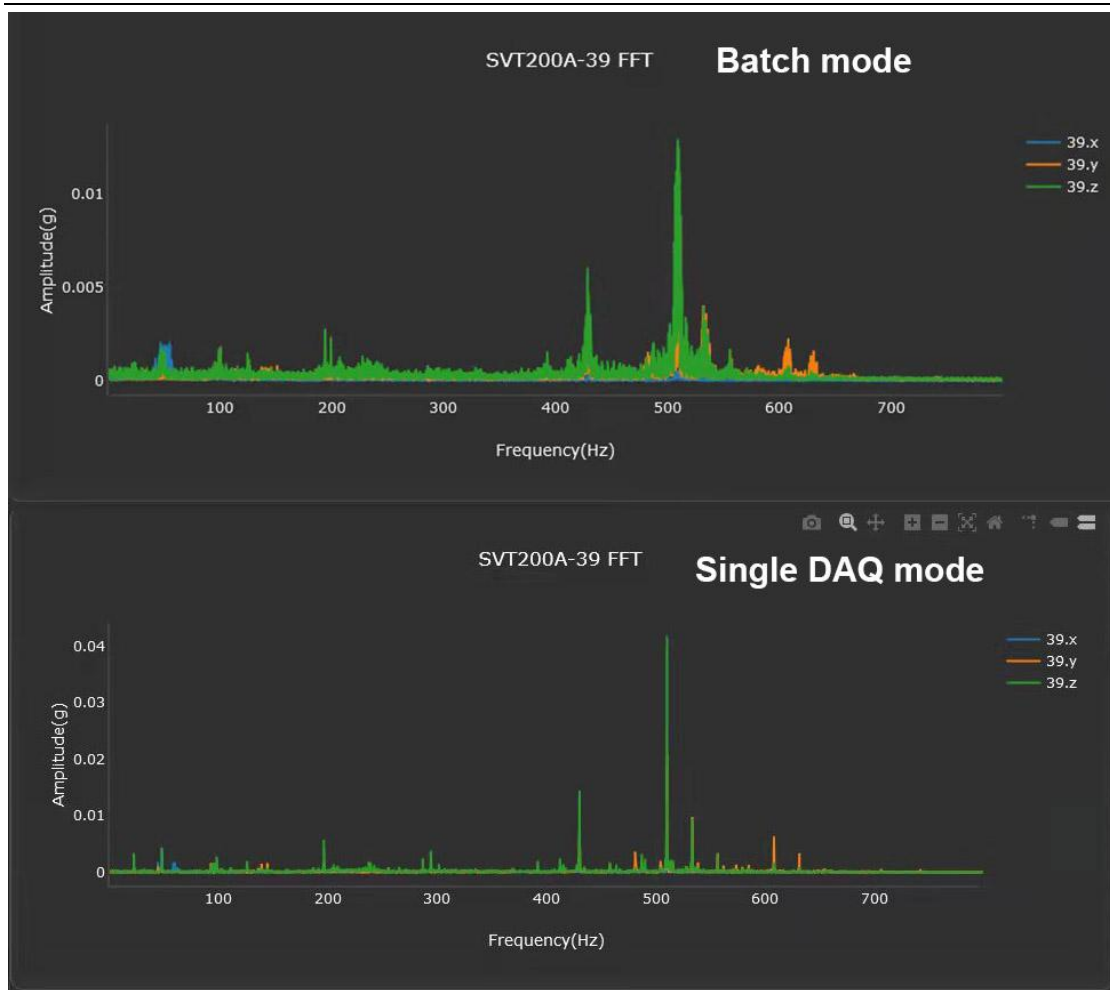 SVT200A-39 FFT Batch mode
39.x
39.y
39.z
Amplitude(g)
0.01
0.005
0
100 200 300 400 500 600 700
Frequency(Hz)
SVT200A-39 FFT Single DAQ mode
39.x
39.y
39.z
Amplitude(g)
0.04
0.03
0.02
0.01
0
100 200 300 400 500 600 700
Frequency(Hz)